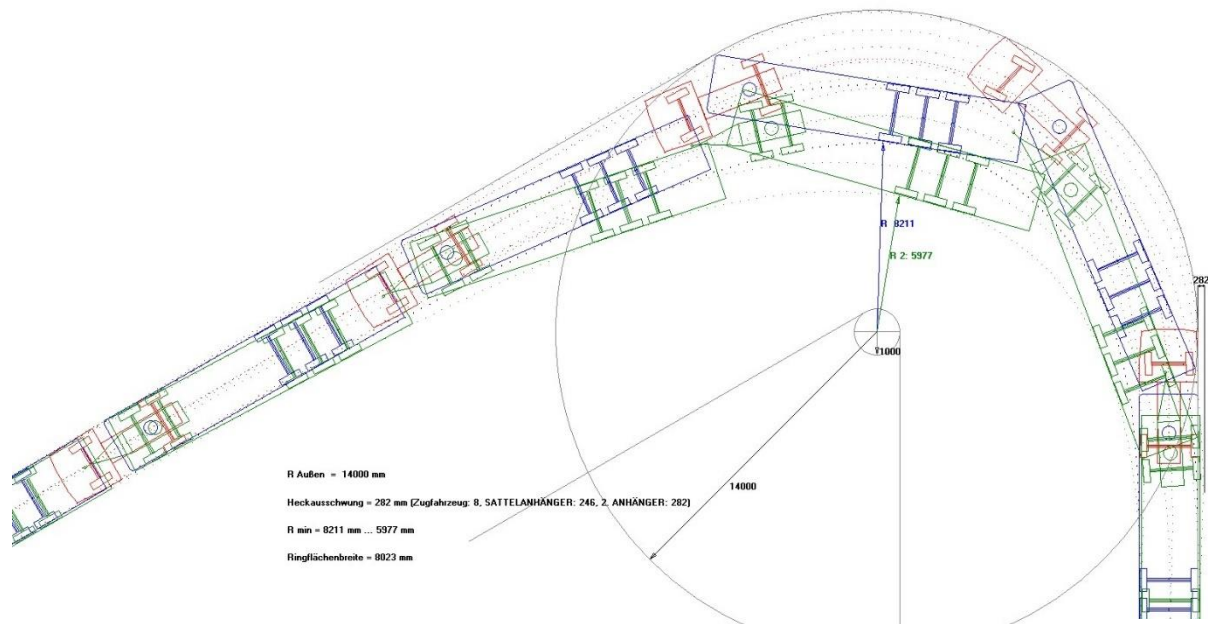 282
R 8211
R 2: 5977
R1000
14000
R Außen = 14000 mm
Heckausschwung = 282 mm (Zugfahrzeug: 8, SATTELANHÄNGER: 246, 2. ANHÄNGER: 282)
R min = 8211 mm ... 5977 mm
Ringflächenbreite = 8023 mm